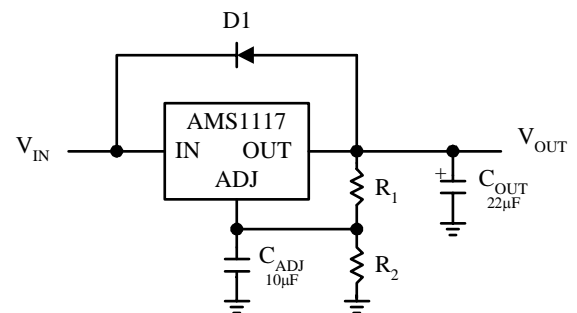 D1
AMS1117
V_IN
IN OUT
V_OUT
ADJ
+
R_1
C_OUT
22µF
C_ADJ
10µF
R_2